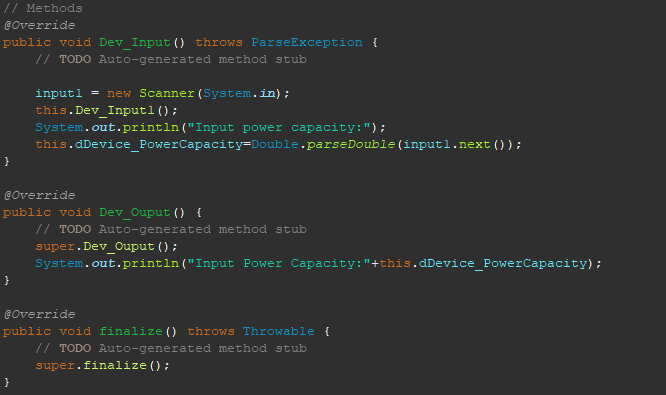 // Methods
@Override
public void Dev_Input() throws ParseException {
// TODO Auto-generated method stub
input1 = new Scanner(System.in);
this.Dev_Input1();
System.out.println("Input power capacity:");
this.dDevice_PowerCapacity=Double.parseDouble(input1.next());
}
@Override
public void Dev_Ouput() {
// TODO Auto-generated method stub
super.Dev_Ouput();
System.out.println("Input Power Capacity:"+this.dDevice_PowerCapacity);
}
@Override
public void finalize() throws Throwable {
// TODO Auto-generated method stub
super.finalize();
}